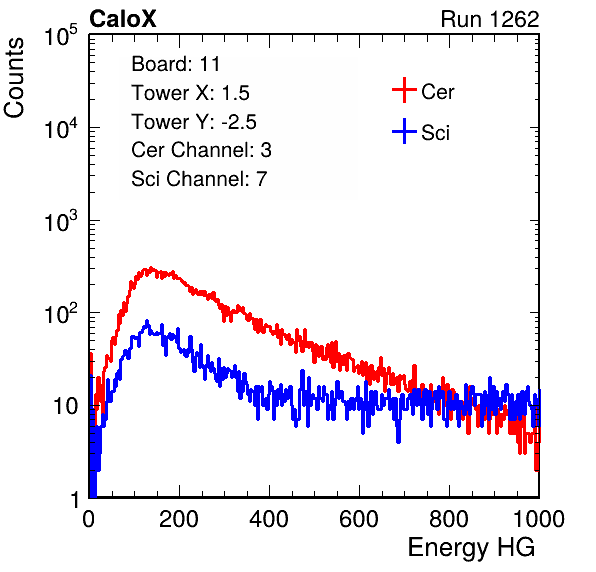 CaloX Run 1262
Counts
10^5
10^4
10^3
10^2
10
1
Board: 11
Tower X: 1.5
Tower Y: -2.5
Cer Channel: 3
Sci Channel: 7
Cer
Sci
0 200 400 600 800 1000
Energy HG